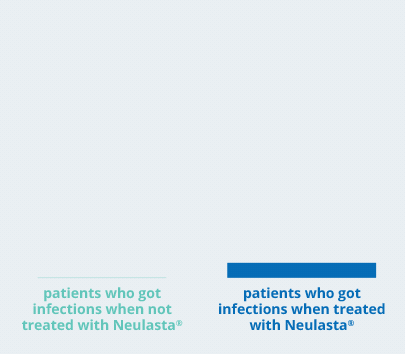 patients who got
infections when not
treated with Neulasta®
patients who got
infections when treated
with Neulasta®